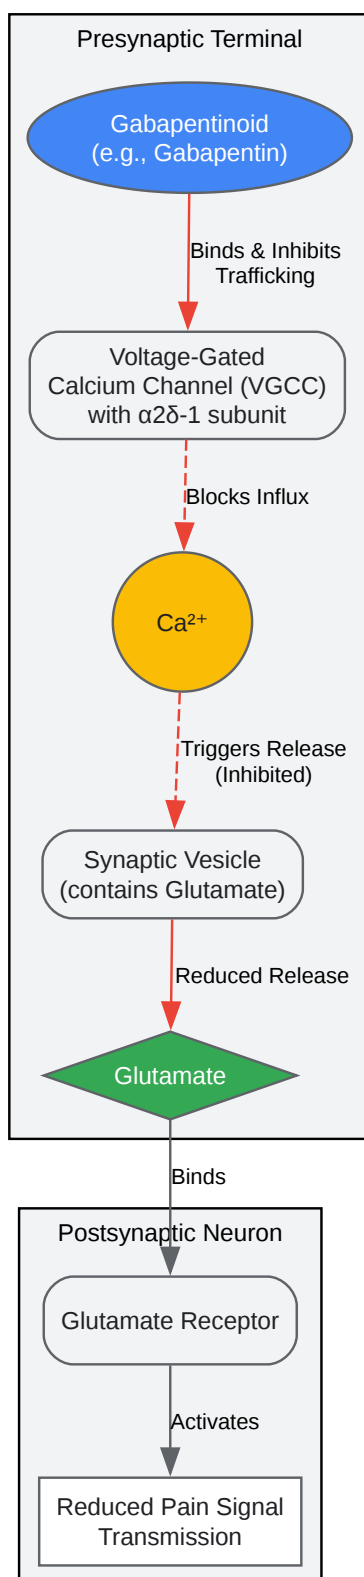 Presynaptic Terminal
Gabapentinoid
(e.g., Gabapentin)
Binds & Inhibits
Trafficking
Voltage-Gated
Calcium Channel (VGCC)
with α2δ-1 subunit
Blocks Influx
Ca²⁺
Triggers Release
(Inhibited)
Synaptic Vesicle
(contains Glutamate)
Reduced Release
Glutamate
Binds
Postsynaptic Neuron
Glutamate Receptor
Activates
Reduced Pain Signal
Transmission